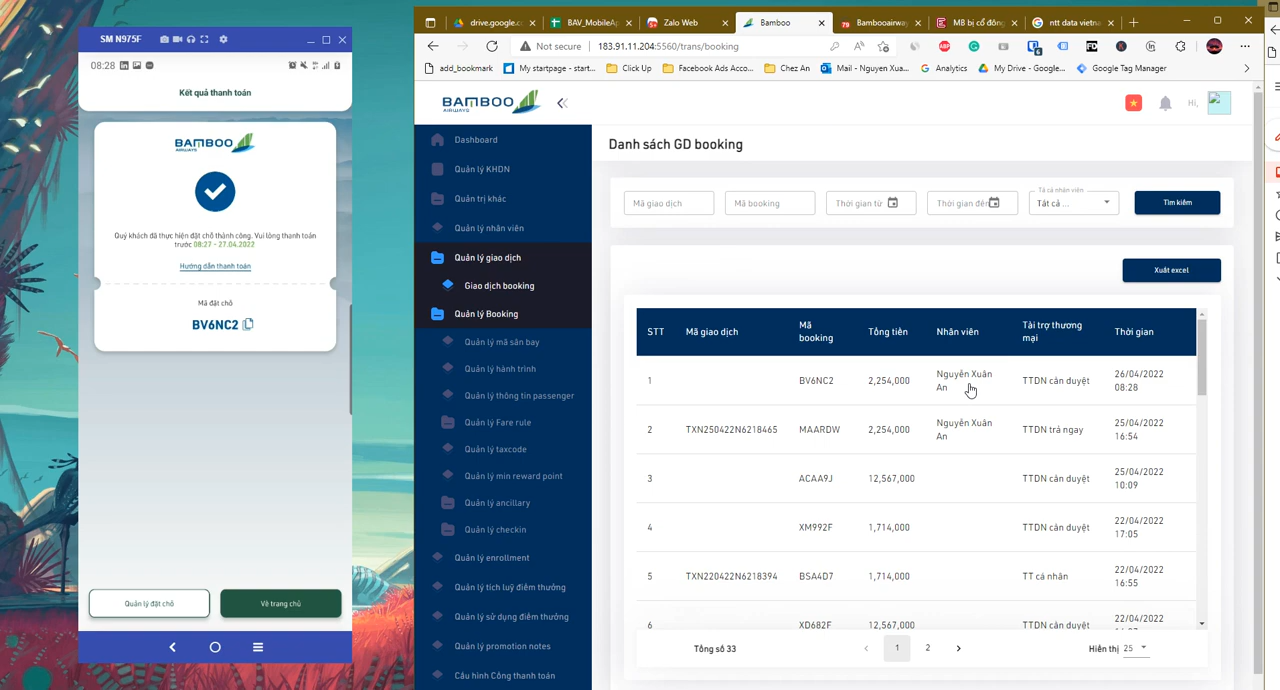 SM N975F
08:28
Kết quả thanh toán
BAMBOO
AIRWAYS
Quý khách đã thực hiện đặt chỗ thành công. Vui lòng thanh toán
trước 08:27 - 27.04.2022
Hướng dẫn thanh toán
Mã đặt chỗ
BV6NC2
Quản lý đặt chỗ
Về trang chủ
drive.google.c
BAV_MobileAp
Zalo Web
Bamboo
79
Bambooairway
MB bị cổ đông
ntt data vietna
Not secure
183.91.11.204:5560/trans/booking
add_bookmark
My startpage - start...
Click Up
Facebook Ads Acco...
Chez An
Mail - Nguyen Xua...
Analytics
My Drive - Google...
Google Tag Manager
BAMBOO
AIRWAYS
Hi,
Dashboard
Quản lý KHDN
Quản trị khác
Quản lý nhân viên
Quản lý giao dịch
Giao dịch booking
Quản lý Booking
Quản lý mã sân bay
Quản lý hành trình
Quản lý thông tin passenger
Quản lý Fare rule
Quản lý taxcode
Quản lý min reward point
Quản lý ancillary
Quản lý checkin
Quản lý enrollment
Quản lý tích luỹ điểm thưởng
Quản lý sử dụng điểm thưởng
Quản lý promotion notes
Cấu hình Cổng thanh toán
Danh sách GD booking
Mã giao dịch
Mã booking
Thời gian từ
Thời gian đến
Tất cả nhân viên
Tất cả ...
Tìm kiếm
Xuất excel
STT Mã giao dịch Mã booking Tổng tiền Nhân viên Tài trợ thương mại Thời gian
1 BV6NC2 2,254,000 Nguyễn Xuân An TTDN cần duyệt 26/04/2022 08:28
2 TXN250422N6218465 MAARDW 2,254,000 Nguyễn Xuân An TTDN trả ngay 25/04/2022 16:54
3 ACAA9J 12,567,000 TTDN cần duyệt 25/04/2022 10:09
4 XM992F 1,714,000 TTDN cần duyệt 22/04/2022 17:05
5 TXN220422N6218394 BSA4D7 1,714,000 TT cá nhân 22/04/2022 16:55
6 XD682F 12,567,000 TTDN cần duyệt 22/04/2022
Tổng số 33
1
2
Hiển thị 25